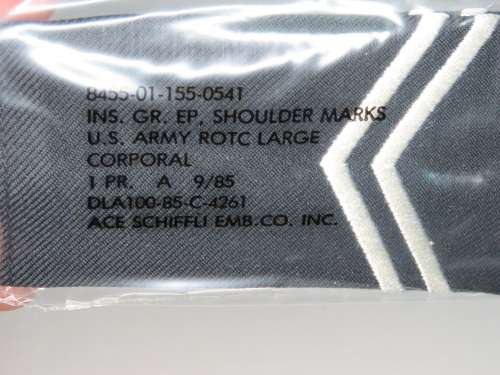 8455-01-155-0541
INS. GR. EP, SHOULDER MARKS
U.S. ARMY ROTC LARGE
CORPORAL
1 PR. A 9/85
DLA100-85-C-4261
ACE SCHIFFLI EMB.CO. INC.